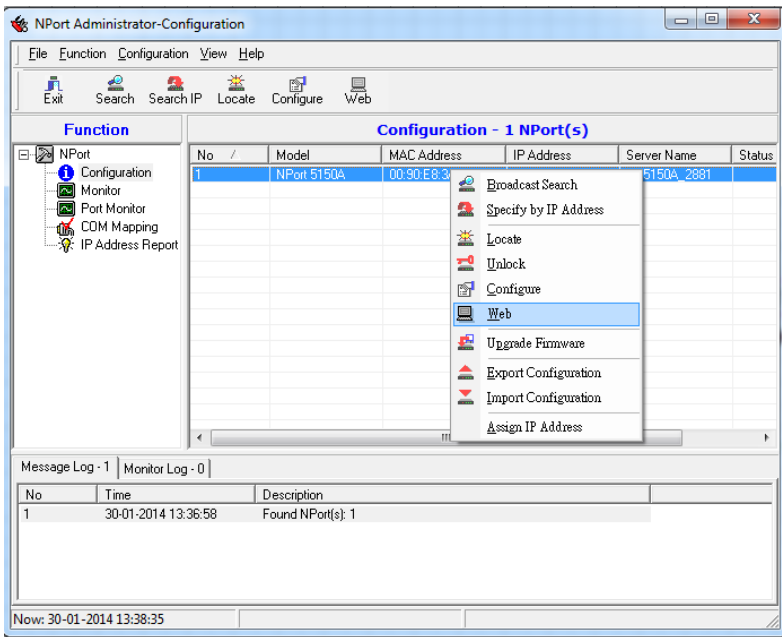 NPort Administrator-Configuration
File Function Configuration View Help
Exit Search Search IP Locate Configure Web
Function
Configuration - 1 NPort(s)
NPort
Configuration
Monitor
Port Monitor
COM Mapping
IP Address Report
No Model MAC Address IP Address Server Name Status
1 NPort 5150A 00:90:E8:3 5150A_2881
Broadcast Search
Specify by IP Address
Locate
Unlock
Configure
Web
Upgrade Firmware
Export Configuration
Import Configuration
Assign IP Address
Message Log - 1 Monitor Log - 0
No Time Description
1 30-01-2014 13:36:58 Found NPort(s): 1
Now: 30-01-2014 13:38:35